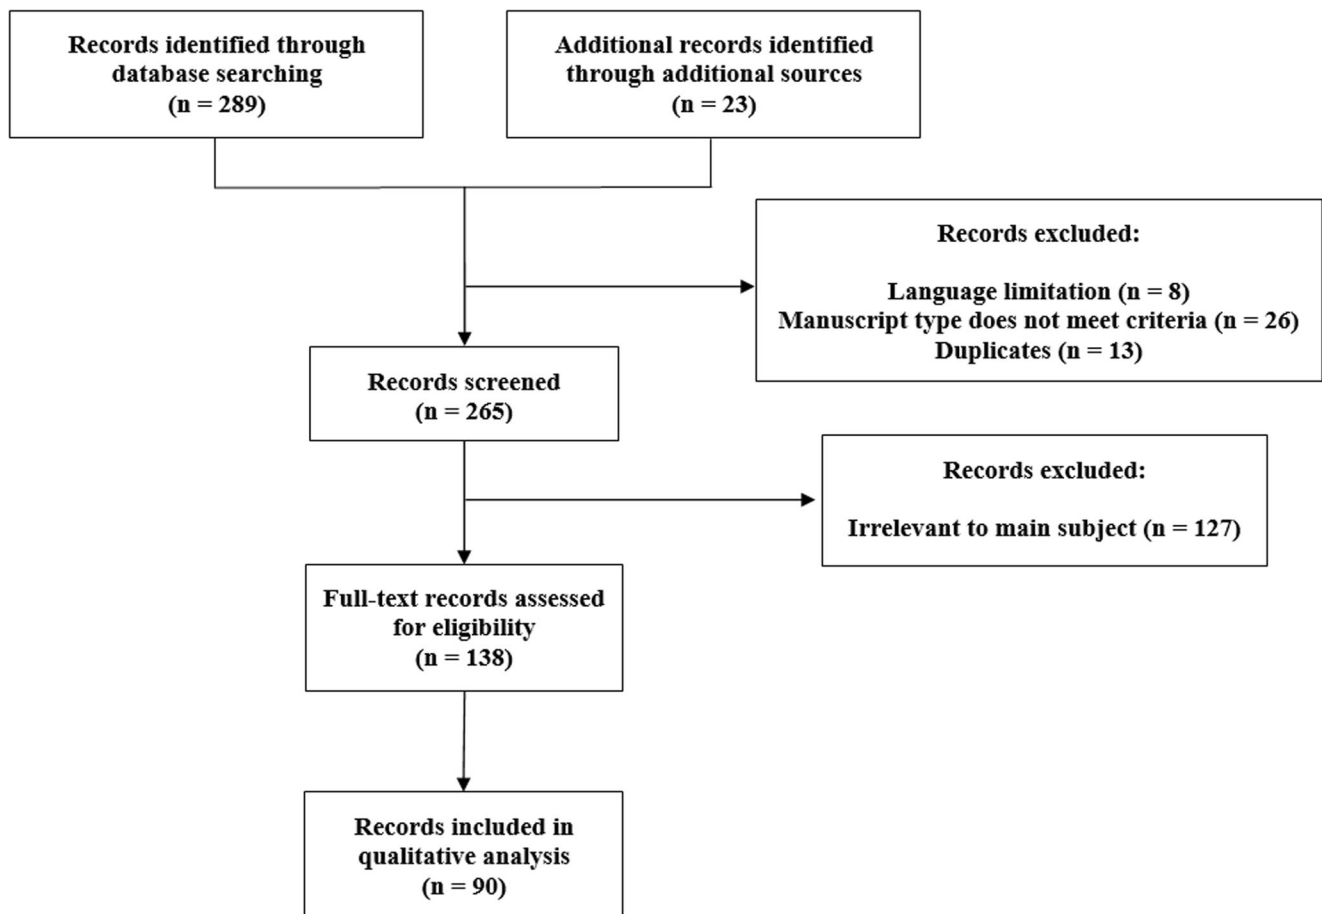 Records identified through
database searching
(n = 289)
Additional records identified
through additional sources
(n = 23)
Records excluded:
Language limitation (n = 8)
Manuscript type does not meet criteria (n = 26)
Duplicates (n = 13)
Records screened
(n = 265)
Records excluded:
Irrelevant to main subject (n = 127)
Full-text records assessed
for eligibility
(n = 138)
Records included in
qualitative analysis
(n = 90)